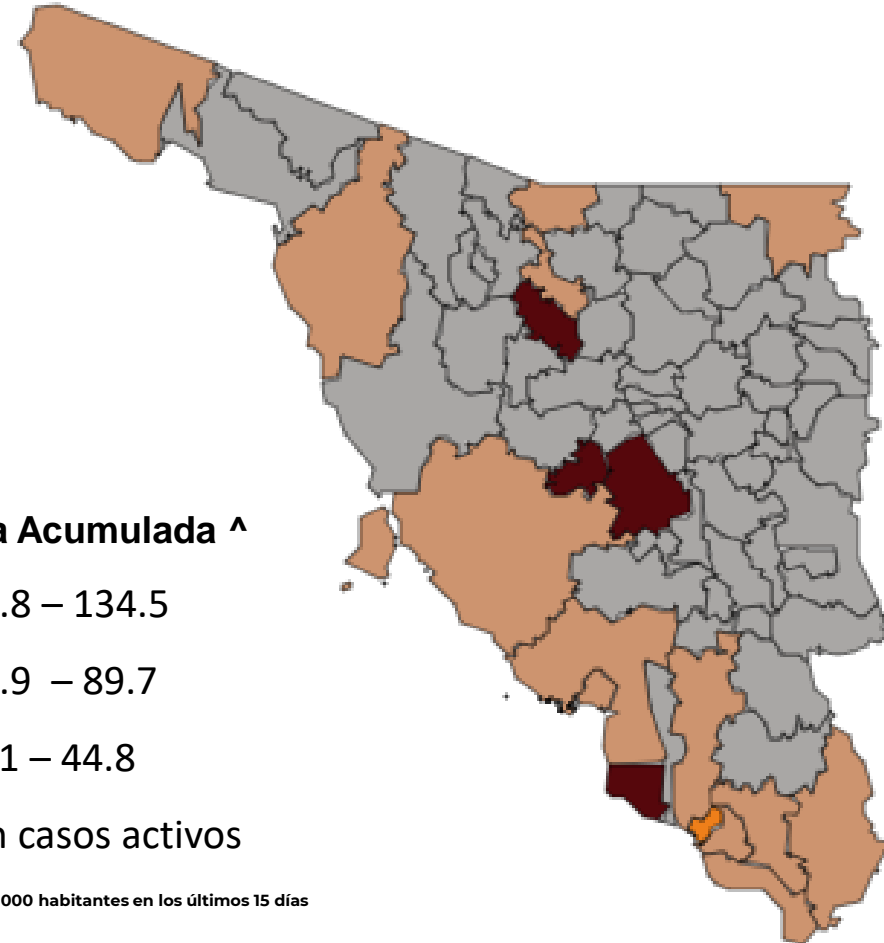 a Acumulada ^
.8 – 134.5
.9 – 89.7
1 – 44.8
n casos activos
000 habitantes en los últimos 15 días